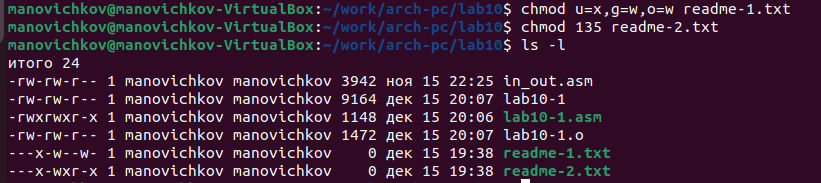 manovichkov@manovichkov-VirtualBox:~/work/arch-pc/lab10$ chmod u=x,g=w,o=w readme-1.txt
manovichkov@manovichkov-VirtualBox:~/work/arch-pc/lab10$ chmod 135 readme-2.txt
manovichkov@manovichkov-VirtualBox:~/work/arch-pc/lab10$ ls -l
итого 24
-rw-rw-r-- 1 manovichkov manovichkov 3942 ноя 15 22:25 in_out.asm
-rw-rw-r-- 1 manovichkov manovichkov 9164 дек 15 20:07 lab10-1
-rwxrwxr-x 1 manovichkov manovichkov 1148 дек 15 20:06 lab10-1.asm
-rw-rw-r-- 1 manovichkov manovichkov 1472 дек 15 20:07 lab10-1.o
---x-w--w- 1 manovichkov manovichkov    0 дек 15 19:38 readme-1.txt
---x-wxr-x 1 manovichkov manovichkov    0 дек 15 19:38 readme-2.txt